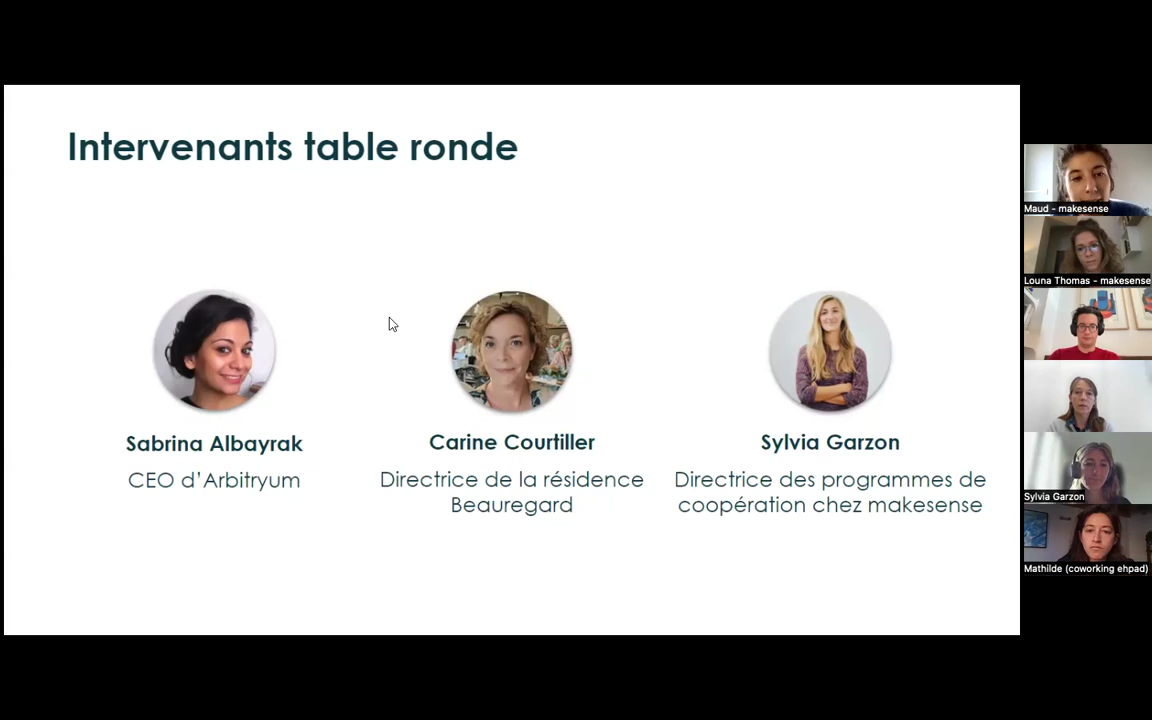 Intervenants table ronde
Sabrina Albayrak
CEO d'Arbitryum
Carine Courtiller
Directrice de la résidence
Beauregard
Sylvia Garzon
Directrice des programmes de
coopération chez makesense
Maud - makesense
Louna Thomas - makesense
Sylvia Garzon
Mathilde (coworking ehpad)